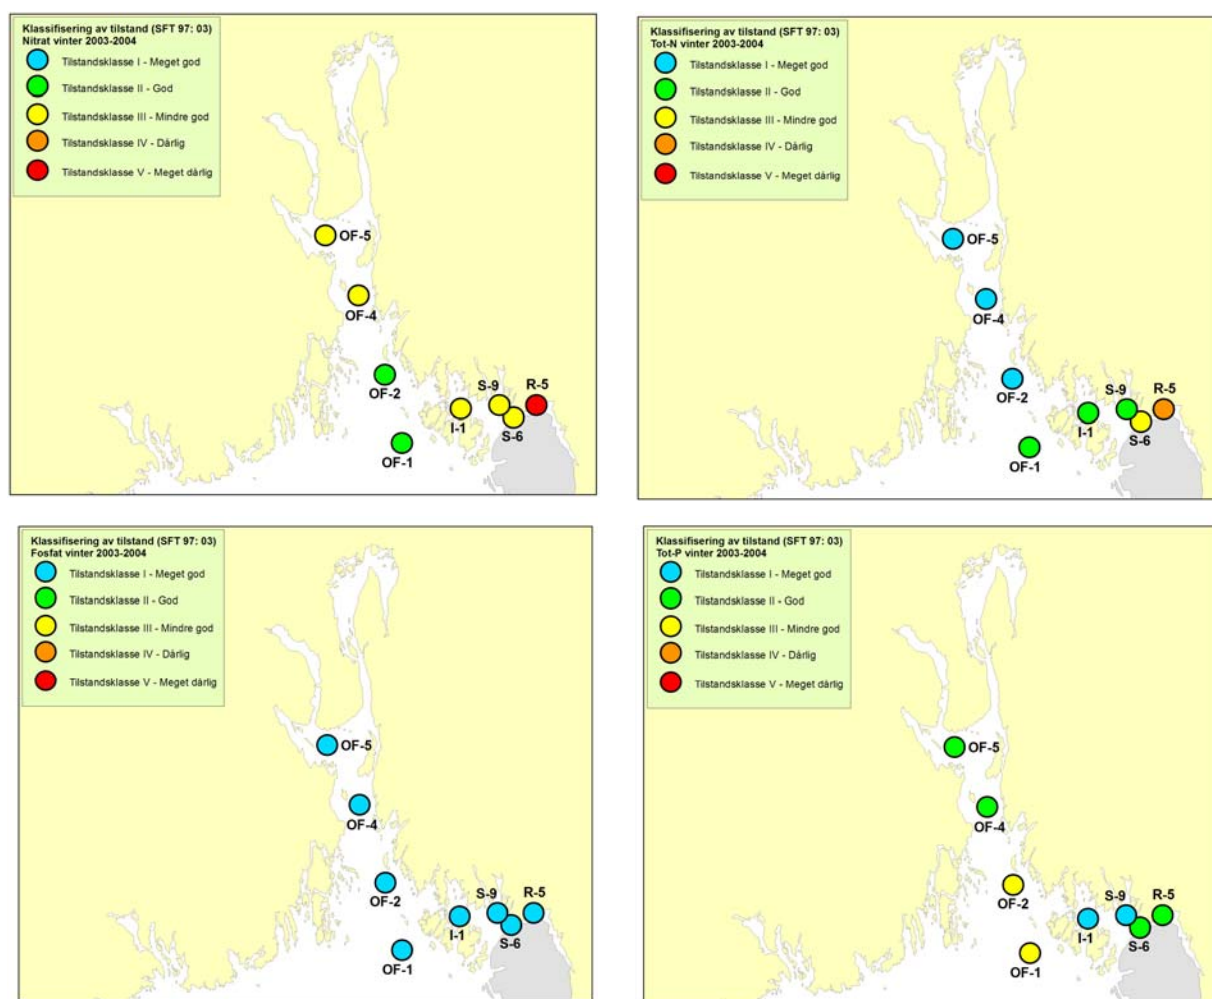 Klassifisering av tilstand (SFT 97: 03)
Nitrat vinter 2003-2004
Tilstandsklasse I - Meget god
Tilstandsklasse II - God
Tilstandsklasse III - Mindre god
Tilstandsklasse IV - Dårlig
Tilstandsklasse V - Meget dårlig
OF-5
OF-4
OF-2
S-9
R-5
I-1
S-6
OF-1
Klassifisering av tilstand (SFT 97: 03)
Tot-N vinter 2003-2004
Tilstandsklasse I - Meget god
Tilstandsklasse II - God
Tilstandsklasse III - Mindre god
Tilstandsklasse IV - Dårlig
Tilstandsklasse V - Meget dårlig
OF-5
OF-4
OF-2
S-9
R-5
I-1
S-6
OF-1
Klassifisering av tilstand (SFT 97: 03)
Fosfat vinter 2003-2004
Tilstandsklasse I - Meget god
Tilstandsklasse II - God
Tilstandsklasse III - Mindre god
Tilstandsklasse IV - Dårlig
Tilstandsklasse V - Meget dårlig
OF-5
OF-4
OF-2
S-9
R-5
I-1
S-6
OF-1
Klassifisering av tilstand (SFT 97: 03)
Tot-P vinter 2003-2004
Tilstandsklasse I - Meget god
Tilstandsklasse II - God
Tilstandsklasse III - Mindre god
Tilstandsklasse IV - Dårlig
Tilstandsklasse V - Meget dårlig
OF-5
OF-4
OF-2
S-9
R-5
I-1
S-6
OF-1